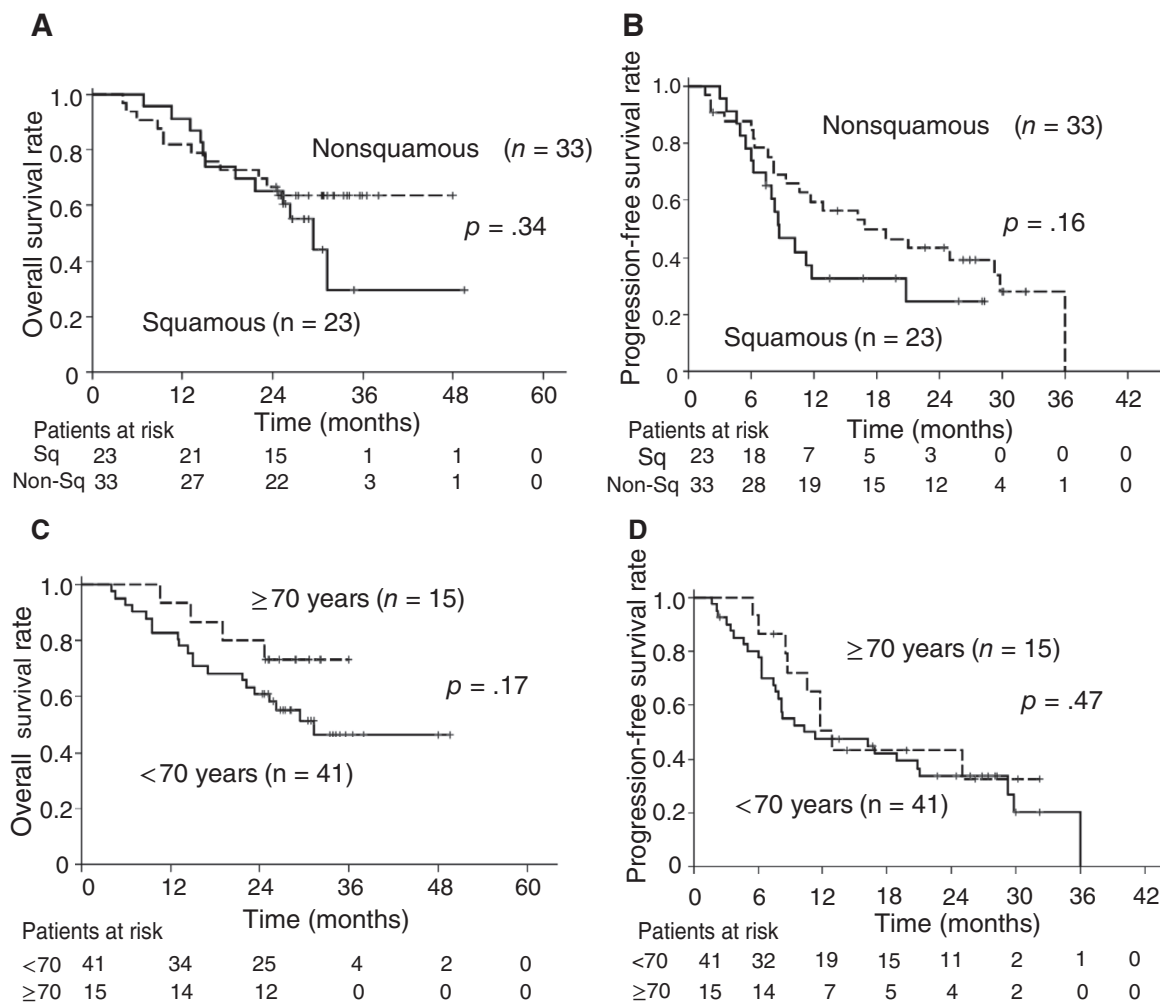 A
Overall survival rate
1.0
0.8
0.6
0.4
0.2
0
Nonsquamous (n = 33)
p = .34
Squamous (n = 23)
0 12 24 36 48 60
Time (months)
Patients at risk
Sq 23 21 15 1 1 0
Non-Sq 33 27 22 3 1 0
B
Progression-free survival rate
1.0
0.8
0.6
0.4
0.2
0
Nonsquamous (n = 33)
p = .16
Squamous (n = 23)
0 6 12 18 24 30 36 42
Time (months)
Patients at risk
Sq 23 18 7 5 3 0 0 0
Non-Sq 33 28 19 15 12 4 1 0
C
Overall survival rate
1.0
0.8
0.6
0.4
0.2
0
≥70 years (n = 15)
p = .17
<70 years (n = 41)
0 12 24 36 48 60
Time (months)
Patients at risk
<70 41 34 25 4 2 0
≥70 15 14 12 0 0 0
D
Progression-free survival rate
1.0
0.8
0.6
0.4
0.2
0
≥70 years (n = 15)
p = .47
<70 years (n = 41)
0 6 12 18 24 30 36 42
Time (months)
Patients at risk
<70 41 32 19 15 11 2 1 0
≥70 15 14 7 5 4 2 0 0